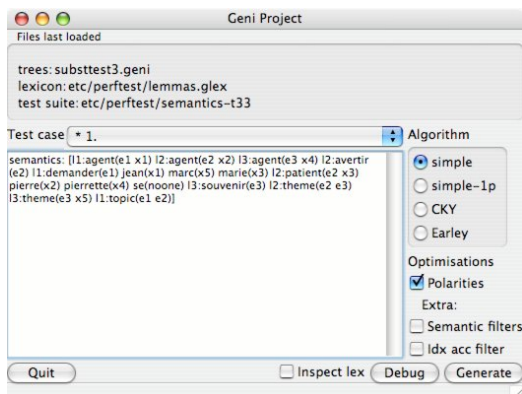 Geni Project
Files last loaded
trees: substtest3.geni
lexicon: etc/perftest/lemmas.glex
test suite: etc/perftest/semantics-t33
Test case
* 1.
Algorithm
semantics: [l1:agent(e1 x1) l2:agent(e2 x2) l3:agent(e3 x4) l2:avertir
(e2) l1:demander(e1) jean(x1) marc(x5) marie(x3) l2:patient(e2 x3)
pierre(x2) pierrette(x4) se(noone) l3:souvenir(e3) l2:theme(e2 e3)
l3:theme(e3 x5) l1:topic(e1 e2)]
simple
simple-1p
CKY
Earley
Optimisations
Polarities
Extra:
Semantic filters
Idx acc filter
Quit
Inspect lex
Debug
Generate